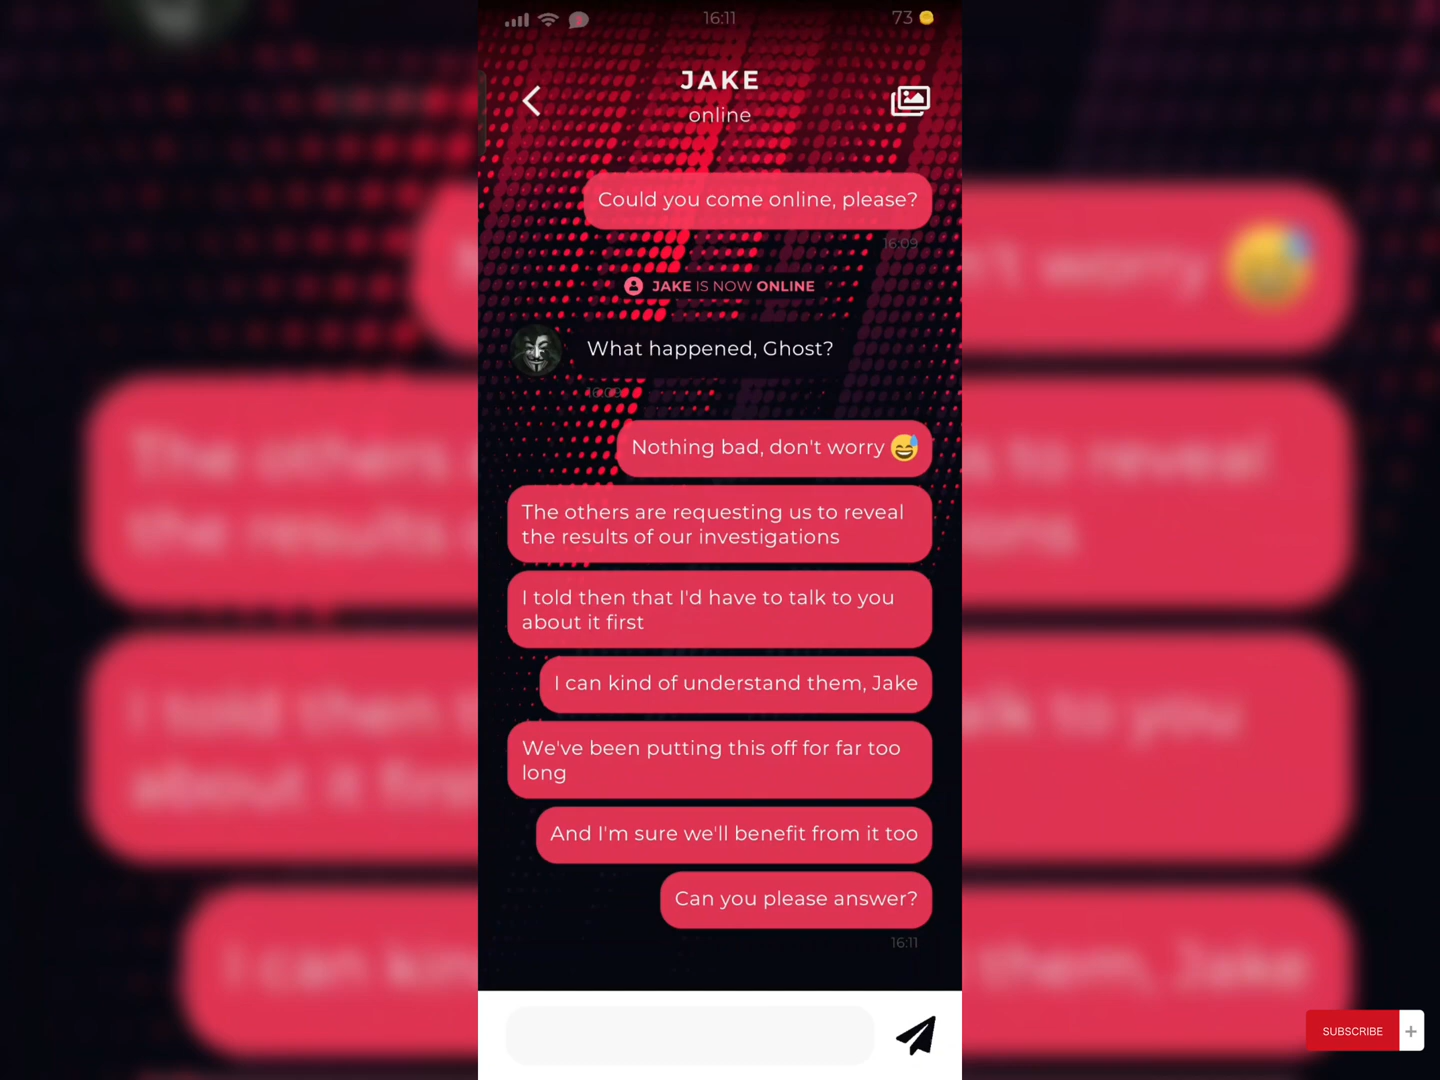 16:11
73
JAKE
online
Could you come online, please?
16:09
JAKE IS NOW ONLINE
What happened, Ghost?
16:09
Nothing bad, don't worry 😅
The others are requesting us to reveal
the results of our investigations
I told then that I'd have to talk to you
about it first
I can kind of understand them, Jake
We've been putting this off for far too
long
And I'm sure we'll benefit from it too
Can you please answer?
16:11
SUBSCRIBE +